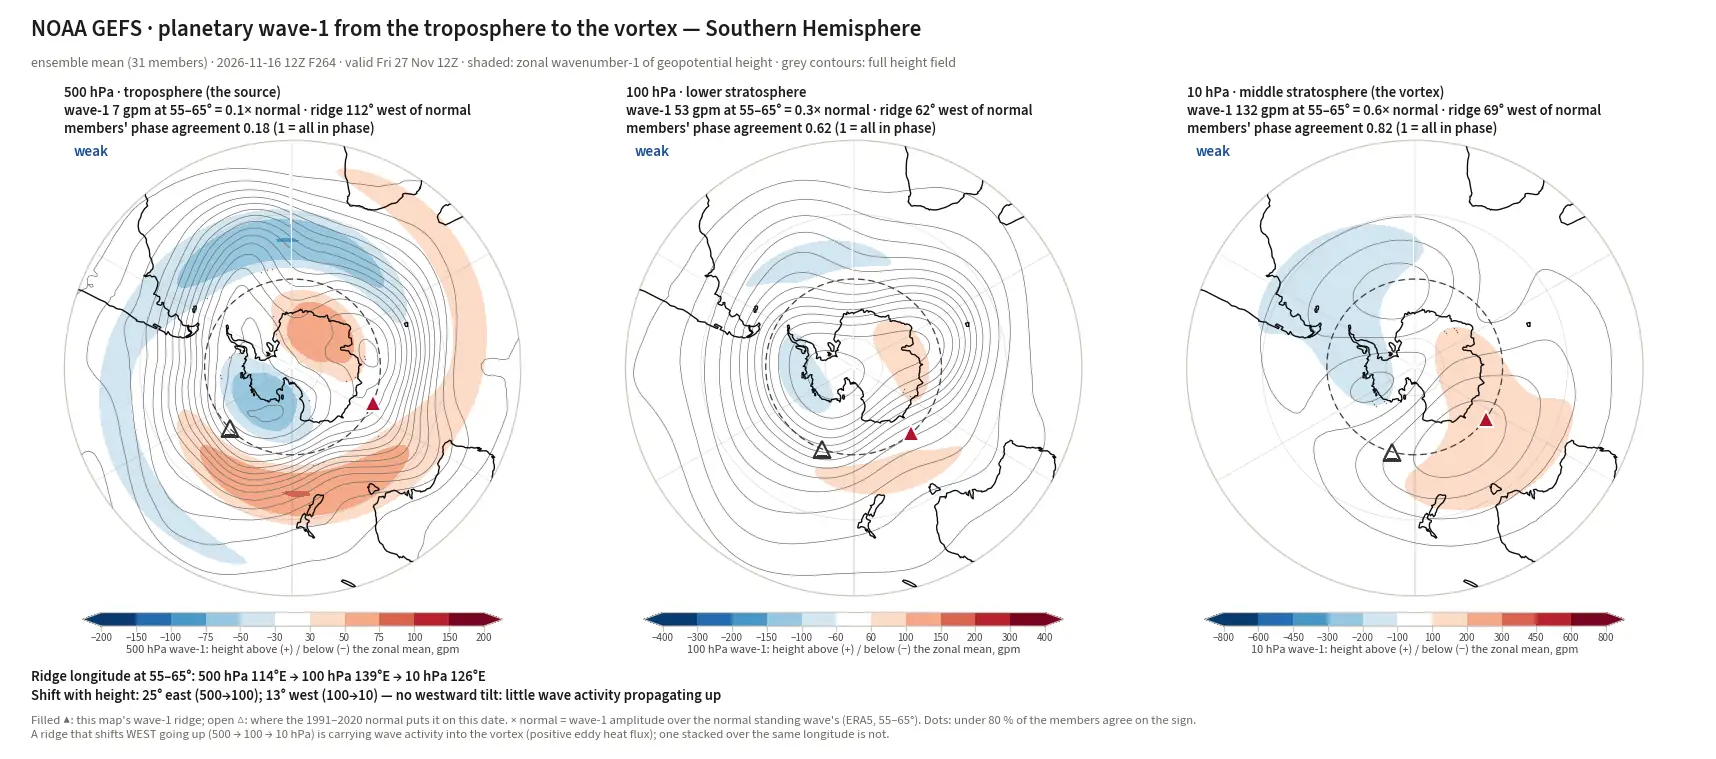 NOAA GEFS · planetary wave-1 from the troposphere to the vortex — Southern Hemisphere
ensemble mean (31 members) · 2026-11-16 12Z F264 · valid Fri 27 Nov 12Z · shaded: zonal wavenumber-1 of geopotential height · grey contours: full height field
500 hPa · troposphere (the source)
wave-1 7 gpm at 55–65° = 0.1× normal · ridge 112° west of normal
members' phase agreement 0.18 (1 = all in phase)
weak
100 hPa · lower stratosphere
wave-1 53 gpm at 55–65° = 0.3× normal · ridge 62° west of normal
members' phase agreement 0.62 (1 = all in phase)
weak
10 hPa · middle stratosphere (the vortex)
wave-1 132 gpm at 55–65° = 0.6× normal · ridge 69° west of normal
members' phase agreement 0.82 (1 = all in phase)
weak
−200 −150 −100 −75 −50 −30 30 50 75 100 150 200
500 hPa wave-1: height above (+) / below (−) the zonal mean, gpm
−400 −300 −200 −150 −100 −60 60 100 150 200 300 400
100 hPa wave-1: height above (+) / below (−) the zonal mean, gpm
−800 −600 −450 −300 −200 −100 100 200 300 450 600 800
10 hPa wave-1: height above (+) / below (−) the zonal mean, gpm
Ridge longitude at 55–65°: 500 hPa 114°E → 100 hPa 139°E → 10 hPa 126°E
Shift with height: 25° east (500→100); 13° west (100→10) — no westward tilt: little wave activity propagating up
Filled ▲: this map's wave-1 ridge; open △: where the 1991–2020 normal puts it on this date. × normal = wave-1 amplitude over the normal standing wave's (ERA5, 55–65°). Dots: under 80 % of the members agree on the sign.
A ridge that shifts WEST going up (500 → 100 → 10 hPa) is carrying wave activity into the vortex (positive eddy heat flux); one stacked over the same longitude is not.